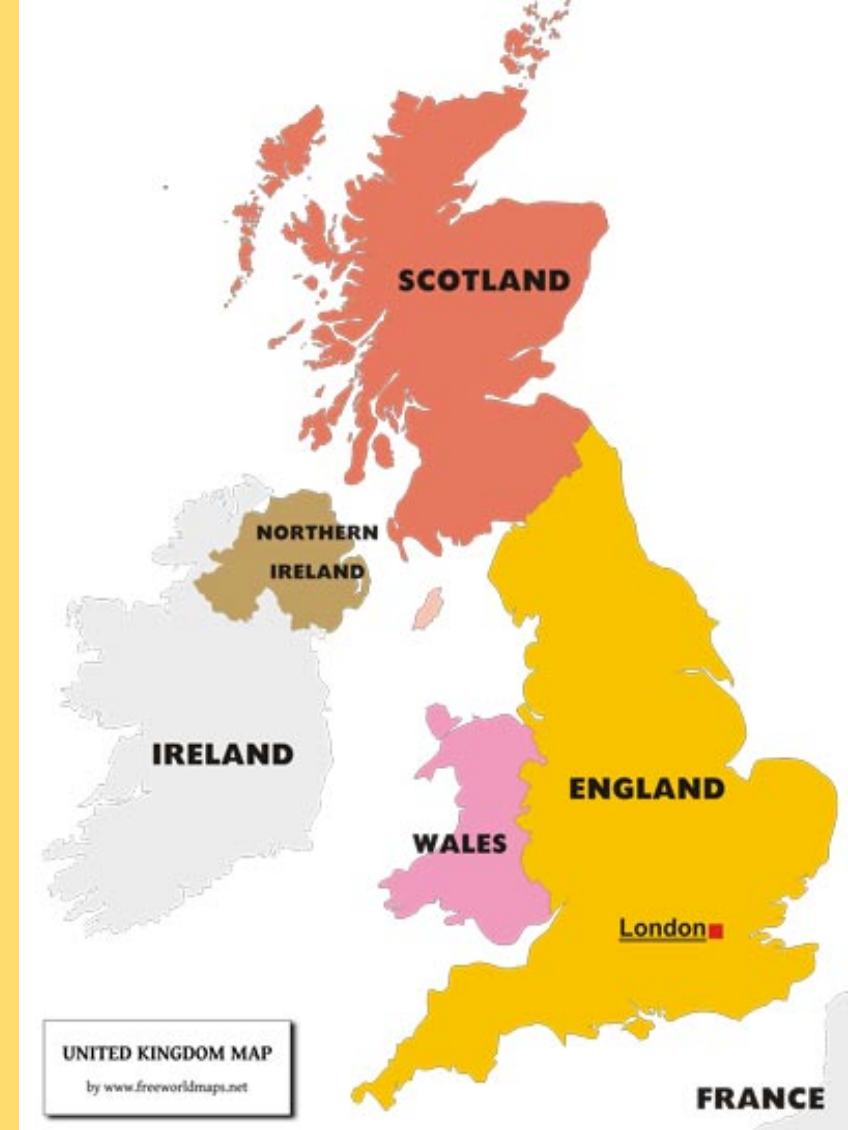 SCOTLAND
NORTHERN
IRELAND
IRELAND
ENGLAND
WALES
London
UNITED KINGDOM MAP
by www.freeworldmaps.net
FRANCE